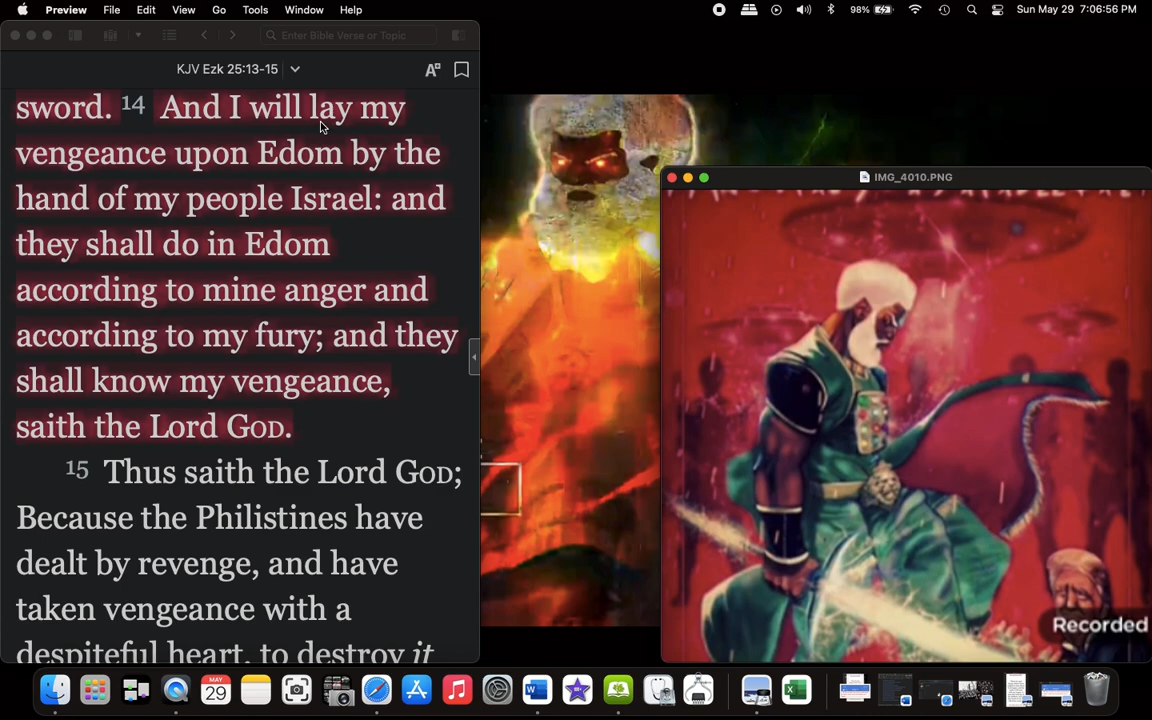 Preview File Edit View Go Tools Window Help
98% Sun May 29 7:06:56 PM
Enter Bible Verse or Topic
KJV Ezk 25:13-15
sword. 14 And I will lay my
vengeance upon Edom by the
hand of my people Israel: and
they shall do in Edom
according to mine anger and
according to my fury; and they
shall know my vengeance,
saith the Lord GOD.
15 Thus saith the Lord GOD;
Because the Philistines have
dealt by revenge, and have
taken vengeance with a
despiteful heart, to destroy it
IMG_4010.PNG
Recorded
MAY
29